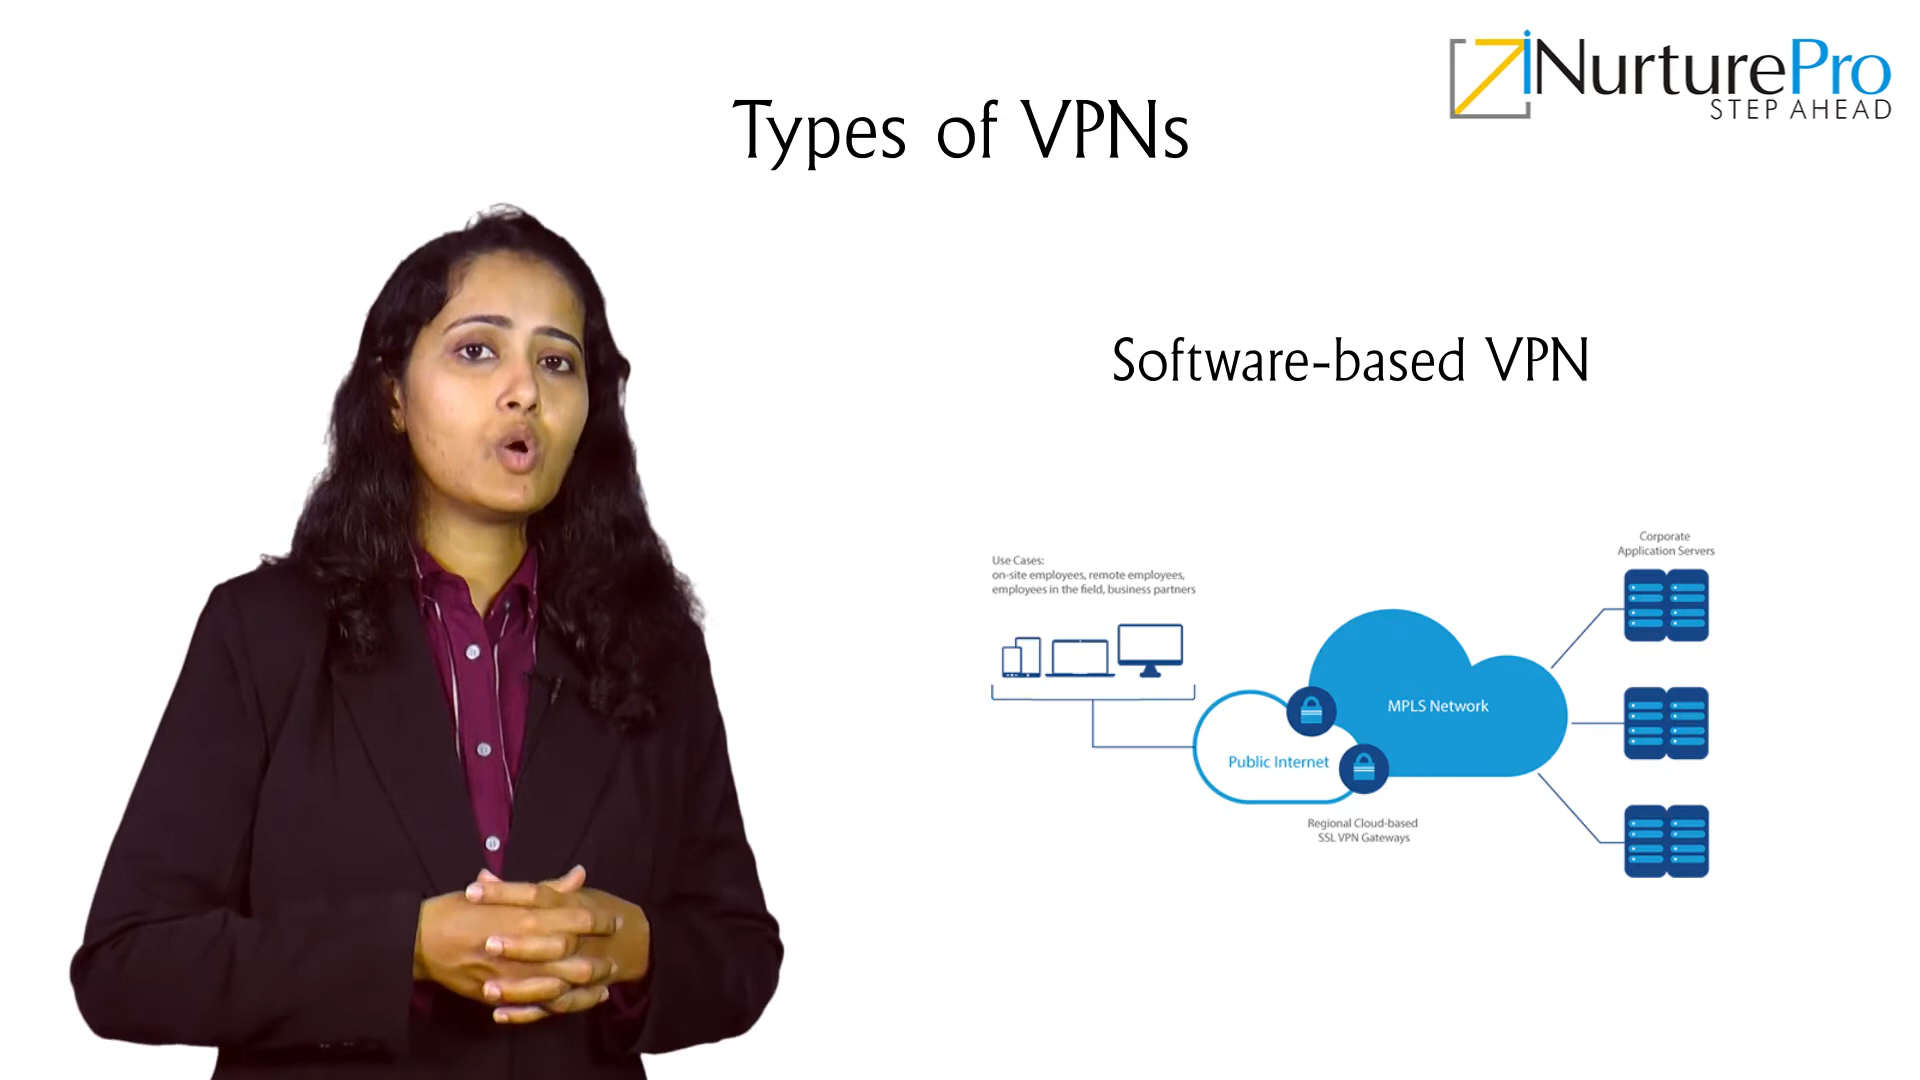 iNurturePro
STEP AHEAD
Types of VPNs
Software-based VPN
Corporate
Application Servers
Use Cases:
on-site employees, remote employees,
employees in the field, business partners
MPLS Network
Public Internet
Regional Cloud-based
SSL VPN Gateways